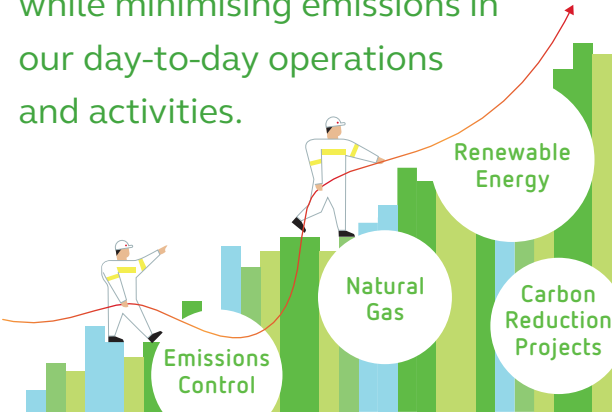 while minimising emissions in
our day-to-day operations
and activities.
Renewable
Energy
Natural
Gas
Carbon
Reduction
Projects
Emissions
Control